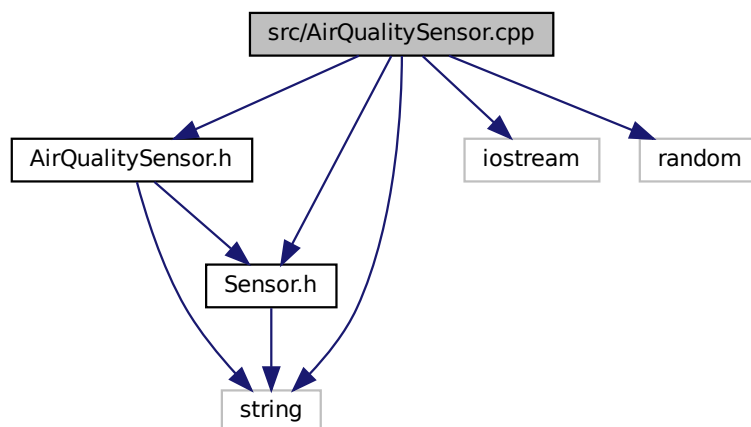 src/AirQualitySensor.cpp
AirQualitySensor.h
iostream
random
Sensor.h
string